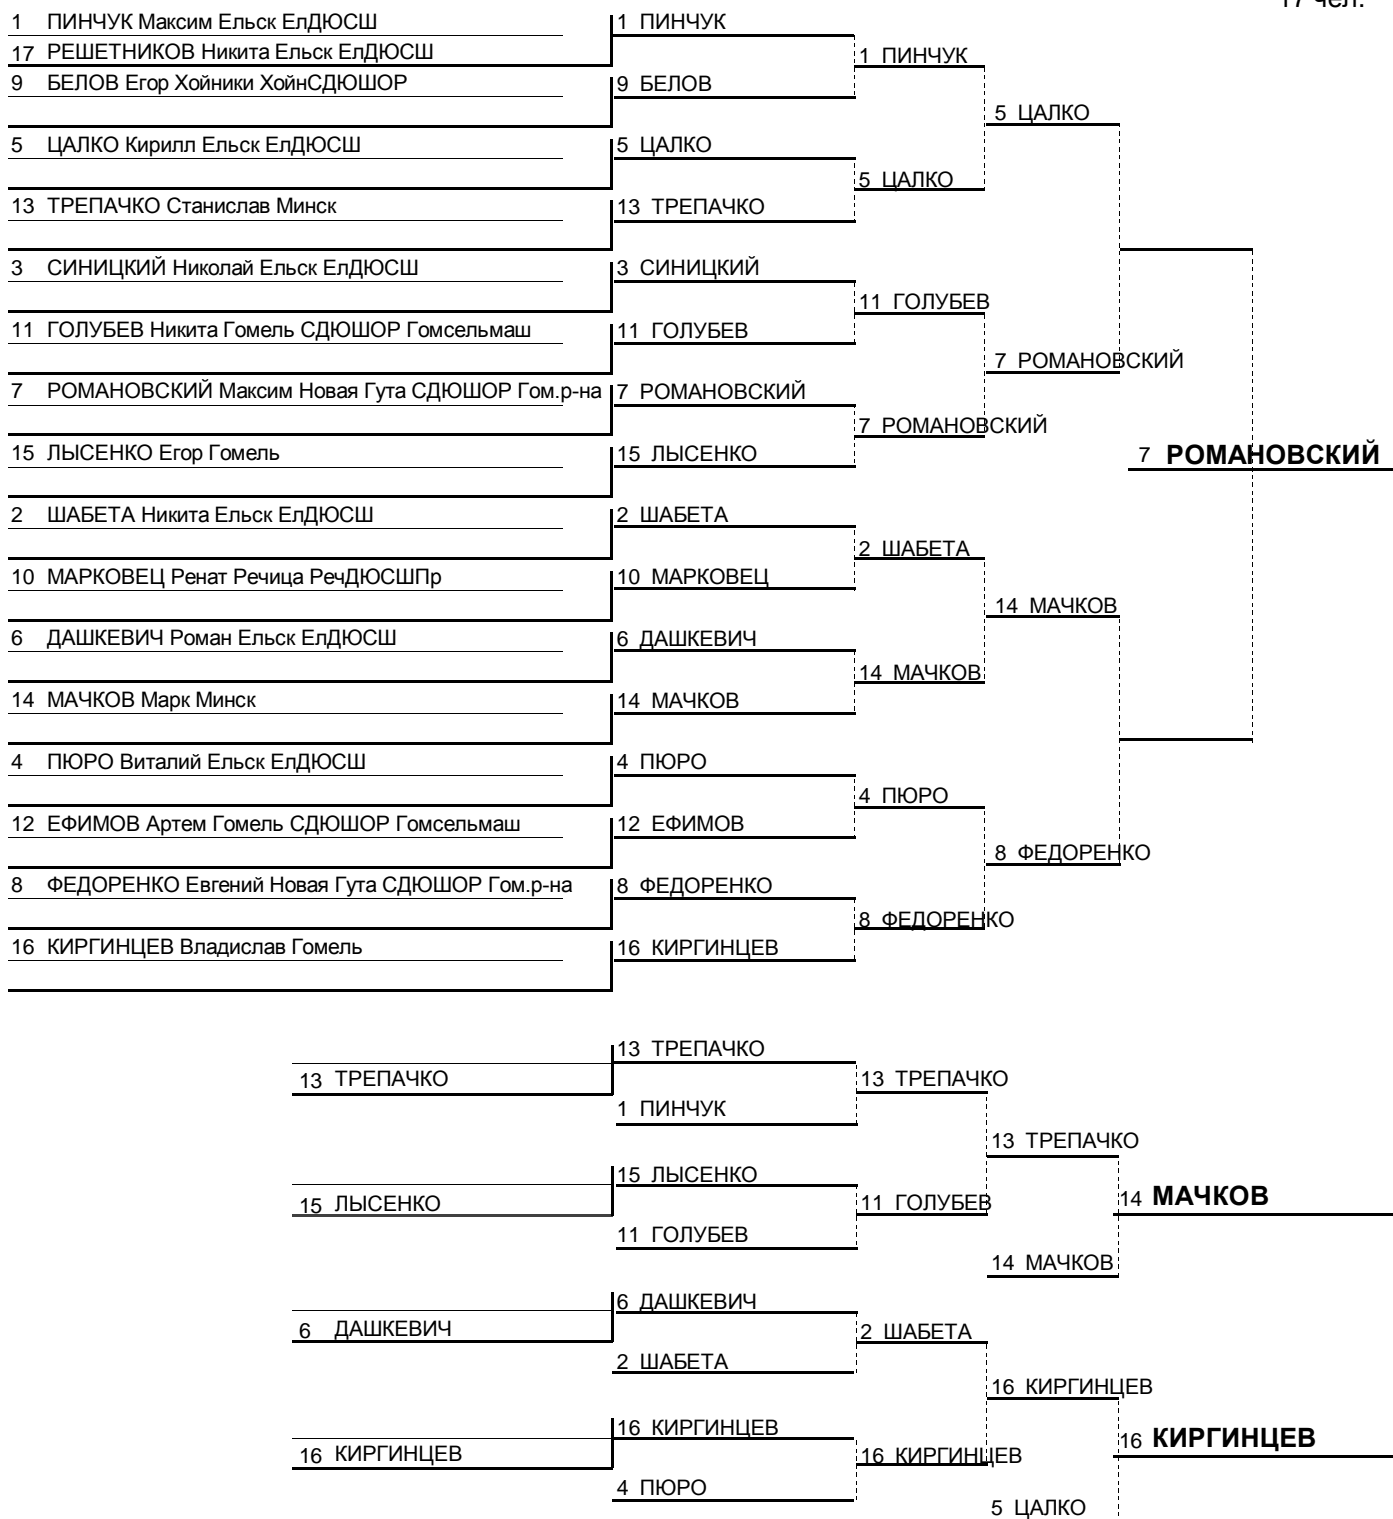 17 чел.
1 ПИНЧУК Максим Ельск ЕлДЮСШ
1 ПИНЧУК
17 РЕШЕТНИКОВ Никита Ельск ЕлДЮСШ
1 ПИНЧУК
9 БЕЛОВ Егор Хойники ХойнСДЮШОР
9 БЕЛОВ
5 ЦАЛКО
5 ЦАЛКО Кирилл Ельск ЕлДЮСШ
5 ЦАЛКО
5 ЦАЛКО
13 ТРЕПАЧКО Станислав Минск
13 ТРЕПАЧКО
3 СИНИЦКИЙ Николай Ельск ЕлДЮСШ
3 СИНИЦКИЙ
11 ГОЛУБЕВ
11 ГОЛУБЕВ Никита Гомель СДЮШОР Гомсельмаш
11 ГОЛУБЕВ
7 РОМАНОВСКИЙ
7 РОМАНОВСКИЙ Максим Новая Гута СДЮШОР Гом.р-на
7 РОМАНОВСКИЙ
7 РОМАНОВСКИЙ
15 ЛЫСЕНКО Егор Гомель
15 ЛЫСЕНКО
7 РОМАНОВСКИЙ
2 ШАБЕТА Никита Ельск ЕлДЮСШ
2 ШАБЕТА
2 ШАБЕТА
10 МАРКОВЕЦ Ренат Речица РечДЮСШПр
10 МАРКОВЕЦ
14 МАЧКОВ
6 ДАШКЕВИЧ Роман Ельск ЕлДЮСШ
6 ДАШКЕВИЧ
14 МАЧКОВ
14 МАЧКОВ Марк Минск
14 МАЧКОВ
4 ПЮРО Виталий Ельск ЕлДЮСШ
4 ПЮРО
4 ПЮРО
12 ЕФИМОВ Артем Гомель СДЮШОР Гомсельмаш
12 ЕФИМОВ
8 ФЕДОРЕНКО
8 ФЕДОРЕНКО Евгений Новая Гута СДЮШОР Гом.р-на
8 ФЕДОРЕНКО
8 ФЕДОРЕНКО
16 КИРГИНЦЕВ Владислав Гомель
16 КИРГИНЦЕВ
13 ТРЕПАЧКО
13 ТРЕПАЧКО
13 ТРЕПАЧКО
1 ПИНЧУК
13 ТРЕПАЧКО
15 ЛЫСЕНКО
15 ЛЫСЕНКО
11 ГОЛУБЕВ
14 МАЧКОВ
11 ГОЛУБЕВ
14 МАЧКОВ
6 ДАШКЕВИЧ
6 ДАШКЕВИЧ
2 ШАБЕТА
2 ШАБЕТА
16 КИРГИНЦЕВ
16 КИРГИНЦЕВ
16 КИРГИНЦЕВ
16 КИРГИНЦЕВ
16 КИРГИНЦЕВ
4 ПЮРО
5 ЦАЛКО